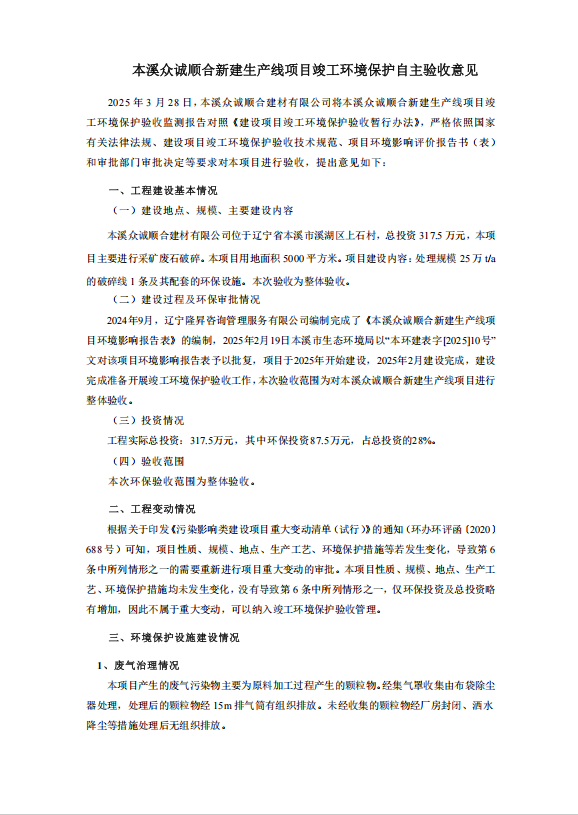 本溪众诚顺合新建生产线项目竣工环境保护自主验收意见
2025 年 3 月 28 日，本溪众诚顺合建材有限公司将本溪众诚顺合新建生产线项目竣
工环境保护验收监测报告对照《建设项目竣工环境保护验收暂行办法》，严格依照国家
有关法律法规、建设项目竣工环境保护验收技术规范、项目环境影响评价报告书（表）
和审批部门审批决定等要求对本项目进行验收，提出意见如下：
一、工程建设基本情况
（一）建设地点、规模、主要建设内容
本溪众诚顺合建材有限公司位于辽宁省本溪市溪湖区上石村，总投资 317.5 万元，本项
目主要进行采矿废石破碎。本项目用地面积 5000 平方米。项目建设内容：处理规模 25 万 t/a
的破碎线 1 条及其配套的环保设施。本次验收为整体验收。
（二）建设过程及环保审批情况
2024年9月，辽宁隆昇咨询管理服务有限公司编制完成了《本溪众诚顺合新建生产线项
目环境影响报告表》的编制，2025年2月19日本溪市生态环境局以“本环建表字[2025]10号”
文对该项目环境影响报告表予以批复，项目于2025年开始建设，2025年2月建设完成，建设
完成准备开展竣工环境保护验收工作，本次验收范围为对本溪众诚顺合新建生产线项目进行
整体验收。
（三）投资情况
工程实际总投资：317.5万元，其中环保投资87.5万元，占总投资的28%。
（四）验收范围
本次环保验收范围为整体验收。
二、工程变动情况
根据关于印发《污染影响类建设项目重大变动清单（试行）》的通知（环办环评函〔2020〕
688 号）可知，项目性质、规模、地点、生产工艺、环境保护措施等若发生变化，导致第 6
条中所列情形之一的需要重新进行项目重大变动的审批。本项目性质、规模、地点、生产工
艺、环境保护措施均未发生变化，没有导致第 6 条中所列情形之一，仅环保投资及总投资略
有增加，因此不属于重大变动，可以纳入竣工环境保护验收管理。
三、环境保护设施建设情况
1、废气治理情况
本项目产生的废气污染物主要为原料加工过程产生的颗粒物。经集气罩收集由布袋除尘
器处理，处理后的颗粒物经 15m 排气筒有组织排放。未经收集的颗粒物经厂房封闭、洒水
降尘等措施处理后无组织排放。